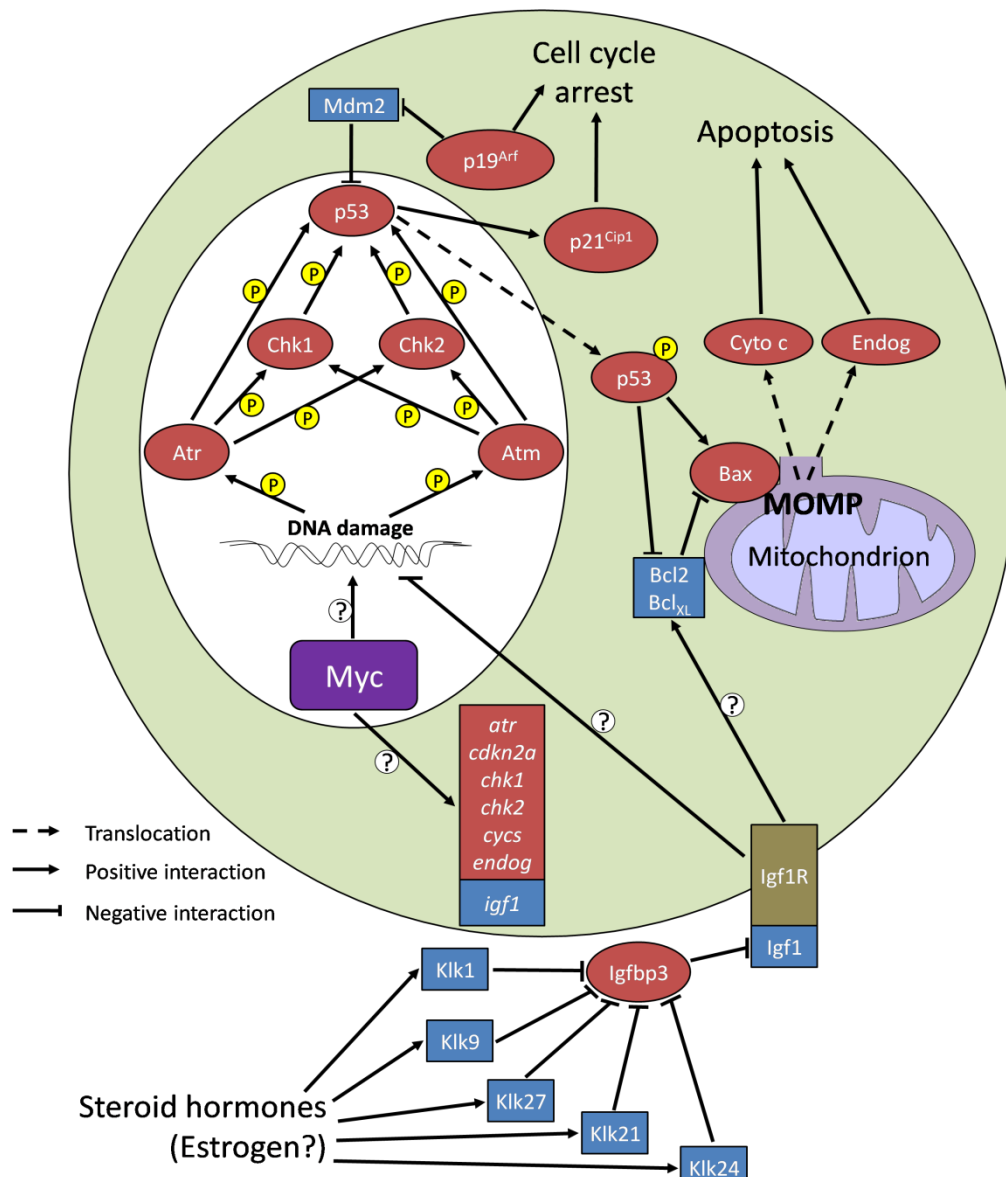 Cell cycle
arrest
Mdm2
Apoptosis
p19Arf
p53
p21Cip1
P
P
P
P
Chk1
Chk2
Cyto c
Endog
P
p53
P
P
P
P
Atr
Atm
Bax
P
P
MOMP
DNA damage
Mitochondrion
Bcl2
BclXL
?
Myc
?
?
?
atr
cdkn2a
chk1
chk2
cycs
endog
igf1
Translocation
Positive interaction
Negative interaction
Igf1R
Igf1
Klk1
Igfbp3
Klk9
Klk27
Steroid hormones
(Estrogen?)
Klk21
Klk24